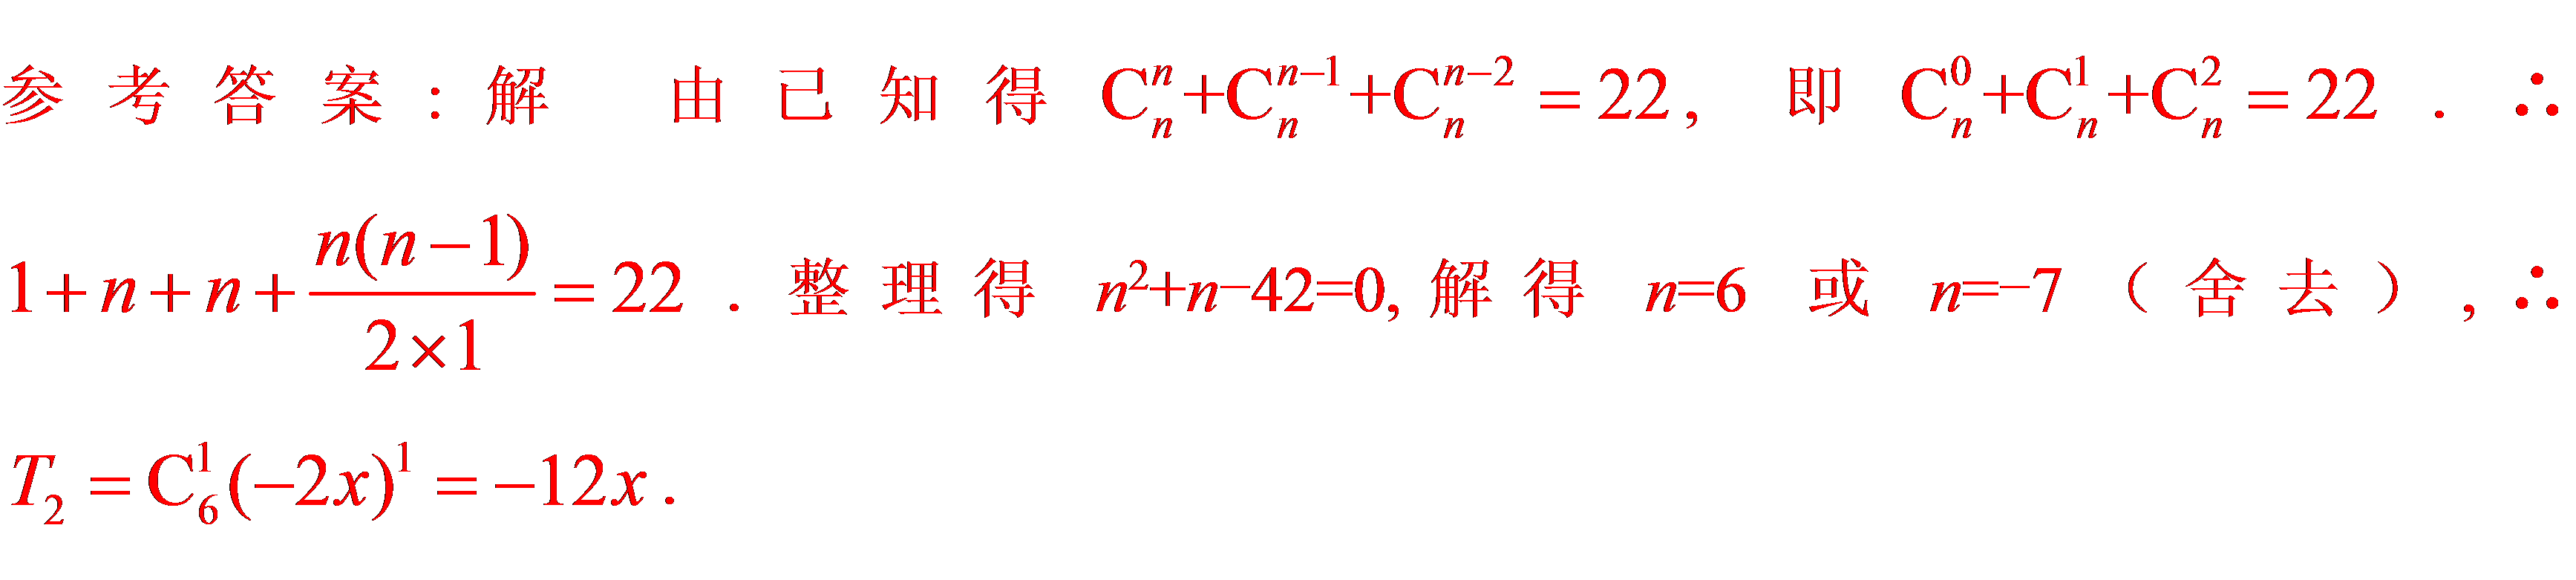 参考答案：解 由已知得 $C_n^n+C_n^{n-1}+C_n^{n-2}=22$, 即 $C_n^0+C_n^1+C_n^2=22$ . ∴
$1+n+n+\frac{n(n-1)}{2×1}=22$ . 整理得 $n^2+n-42=0$, 解得 $n=6$ 或 $n=-7$（舍去）, ∴
$T_2=C_6^1(-2x)^1=-12x$ .